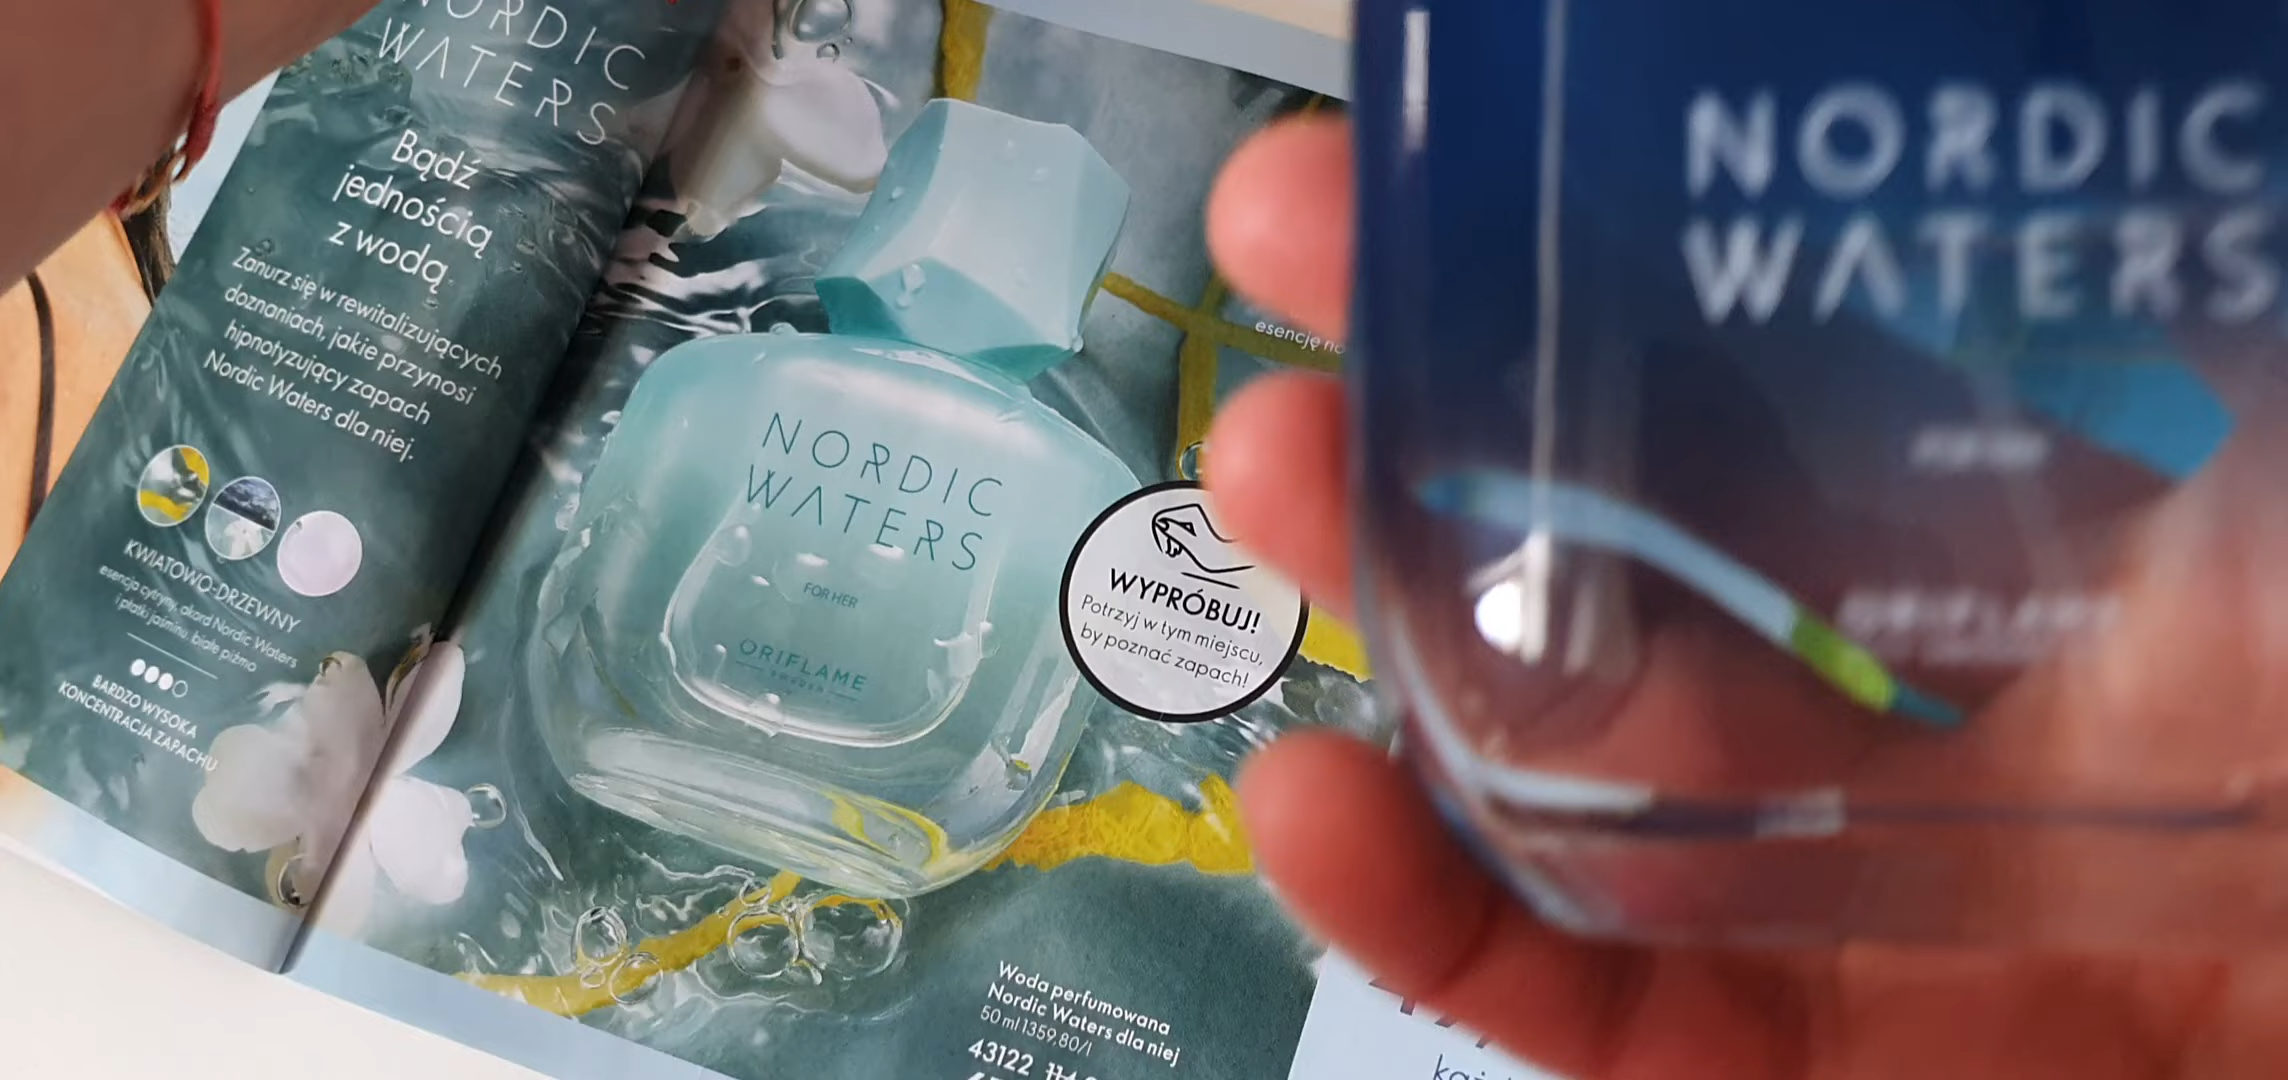 NORDIC
WATERS
Bądź
jednością
z wodą
Zanurz się w rewitalizujących
doznaniach, jakie przynosi
hipnotyzujący zapach
Nordic Waters dla niej.
KWIATOWO-DRZEWNY
esencja cytryny, akord Nordic Waters
i płatki jaśminu, białe piżmo
BARDZO WYSOKA
KONCENTRACJA ZAPACHU
NORDIC
WATERS
FOR HER
ORIFLAME
SWEDEN
esencję
WYPRÓBUJ!
Potrzyj w tym miejscu,
by poznać zapach!
Woda perfumowana
Nordic Waters dla niej
50 ml 1359,80/l
43122
NORDIC
WATERS
ORIFLAME